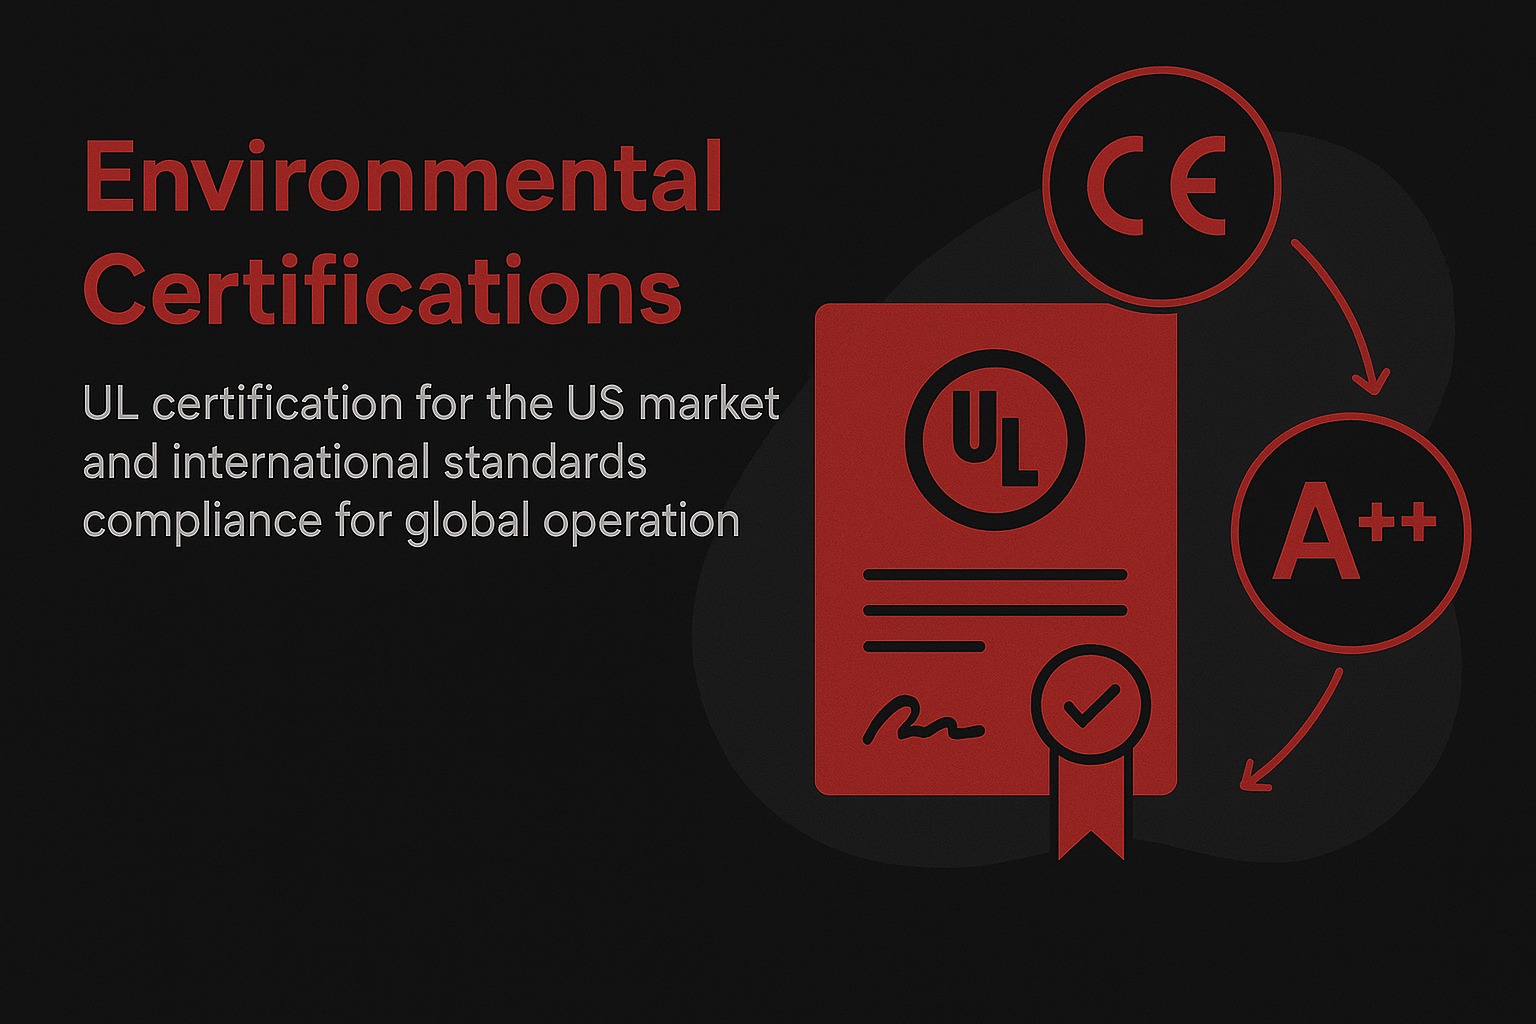 Environmental
Certifications
UL certification for the US market
and international standards
compliance for global operation
CE
UL
A++